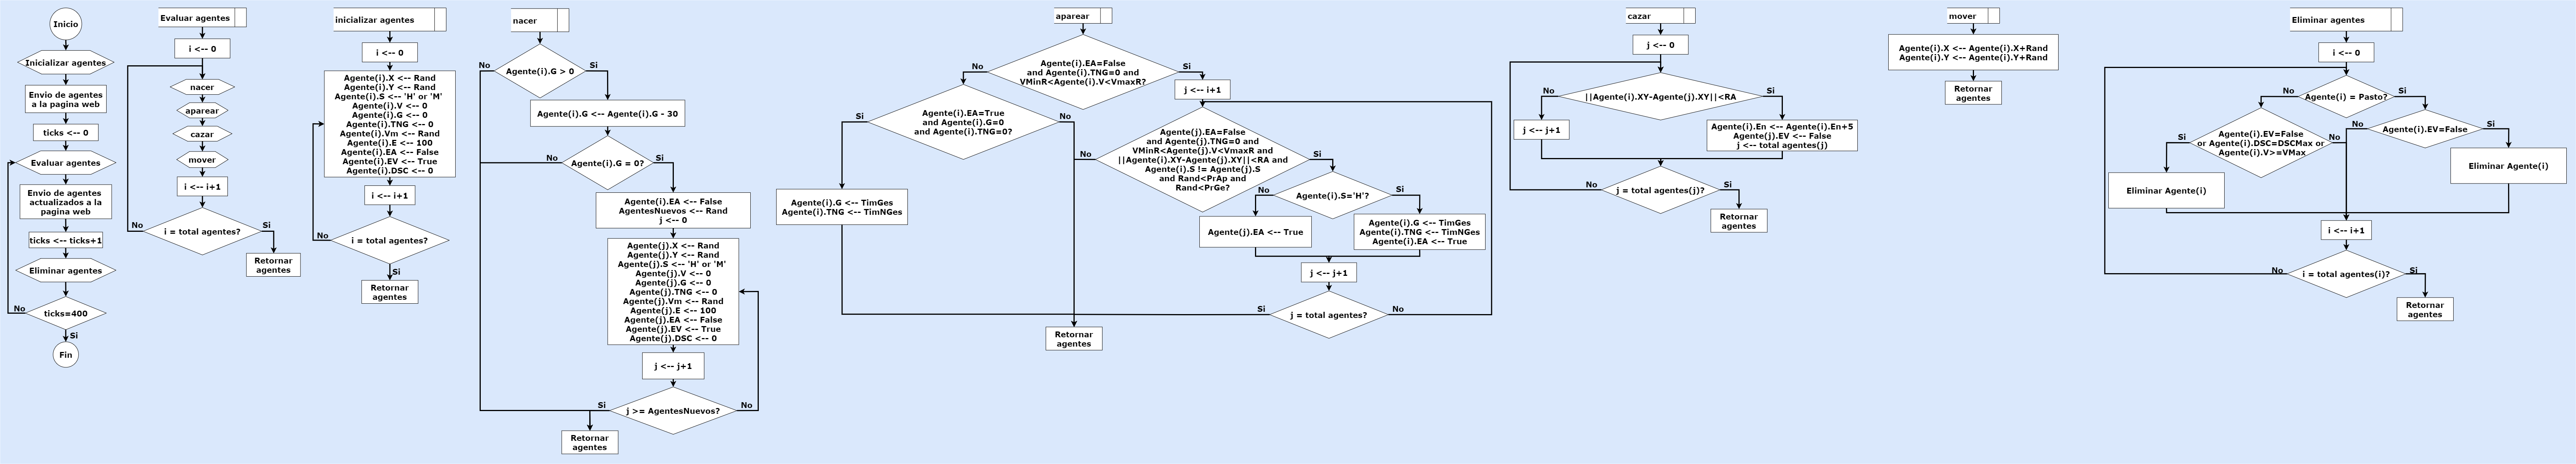 Inicio
Inicializar agentes
Envio de agentes
a la pagina web
ticks <-- 0
Evaluar agentes
Envio de agentes
actualizados a la
pagina web
ticks <-- ticks+1
Eliminar agentes
ticks=400
No
Si
Fin
Evaluar agentes
i <-- 0
nacer
aparear
cazar
mover
i <-- i+1
i = total agentes?
No
Si
Retornar
agentes
inicializar agentes
i <-- 0
Agente(i).X <-- Rand
Agente(i).Y <-- Rand
Agente(i).S <-- 'H' or 'M'
Agente(i).V <-- 0
Agente(i).G <-- 0
Agente(i).TNG <-- 0
Agente(i).Vm <-- Rand
Agente(i).E <-- 100
Agente(i).EA <-- False
Agente(i).EV <-- True
Agente(i).DSC <-- 0
i <-- i+1
i = total agentes?
No
Si
Retornar
agentes
nacer
Agente(i).G > 0
No
Si
Agente(i).G <-- Agente(i).G - 30
Agente(i).G = 0?
No
Si
Agente(i).EA <-- False
AgentesNuevos <-- Rand
j <-- 0
Agente(j).X <-- Rand
Agente(j).Y <-- Rand
Agente(j).S <-- 'H' or 'M'
Agente(j).V <-- 0
Agente(j).G <-- 0
Agente(j).TNG <-- 0
Agente(j).Vm <-- Rand
Agente(j).E <-- 100
Agente(j).EA <-- False
Agente(j).EV <-- True
Agente(j).DSC <-- 0
j <-- j+1
j >= AgentesNuevos?
Si
No
Retornar
agentes
aparear
Agente(i).EA=False
and Agente(i).TNG=0 and
VMinR<Agente(i).V<VmaxR?
No
Si
Agente(i).EA=True
and Agente(i).G=0
and Agente(i).TNG=0?
Si
No
Agente(i).G <-- TimGes
Agente(i).TNG <-- TimNGes
j <-- i+1
Agente(j).EA=False
and Agente(j).TNG=0 and
VMinR<Agente(j).V<VmaxR and
||Agente(i).XY-Agente(j).XY||<RA and
Agente(i).S != Agente(j).S
and Rand<PrAp and
Rand<PrGe?
No
Si
Agente(i).S='H'?
No
Si
Agente(j).EA <-- True
Agente(i).G <-- TimGes
Agente(i).TNG <-- TimNGes
Agente(i).EA <-- True
j <-- j+1
j = total agentes?
Si
No
Retornar
agentes
cazar
j <-- 0
||Agente(i).XY-Agente(j).XY||<RA
No
Si
j <-- j+1
Agente(i).En <-- Agente(i).En+5
Agente(j).EV <-- False
j <-- total agentes(j)
j = total agentes(j)?
No
Si
Retornar
agentes
mover
Agente(i).X <-- Agente(i).X+Rand
Agente(i).Y <-- Agente(i).Y+Rand
Retornar
agentes
Eliminar agentes
i <-- 0
Agente(i) = Pasto?
No
Si
Agente(i).EV=False
or Agente(i).DSC=DSCMax or
Agente(i).V>=VMax
Si
No
Agente(i).EV=False
No
Si
Eliminar Agente(i)
Eliminar Agente(i)
i <-- i+1
i = total agentes(i)?
No
Si
Retornar
agentes